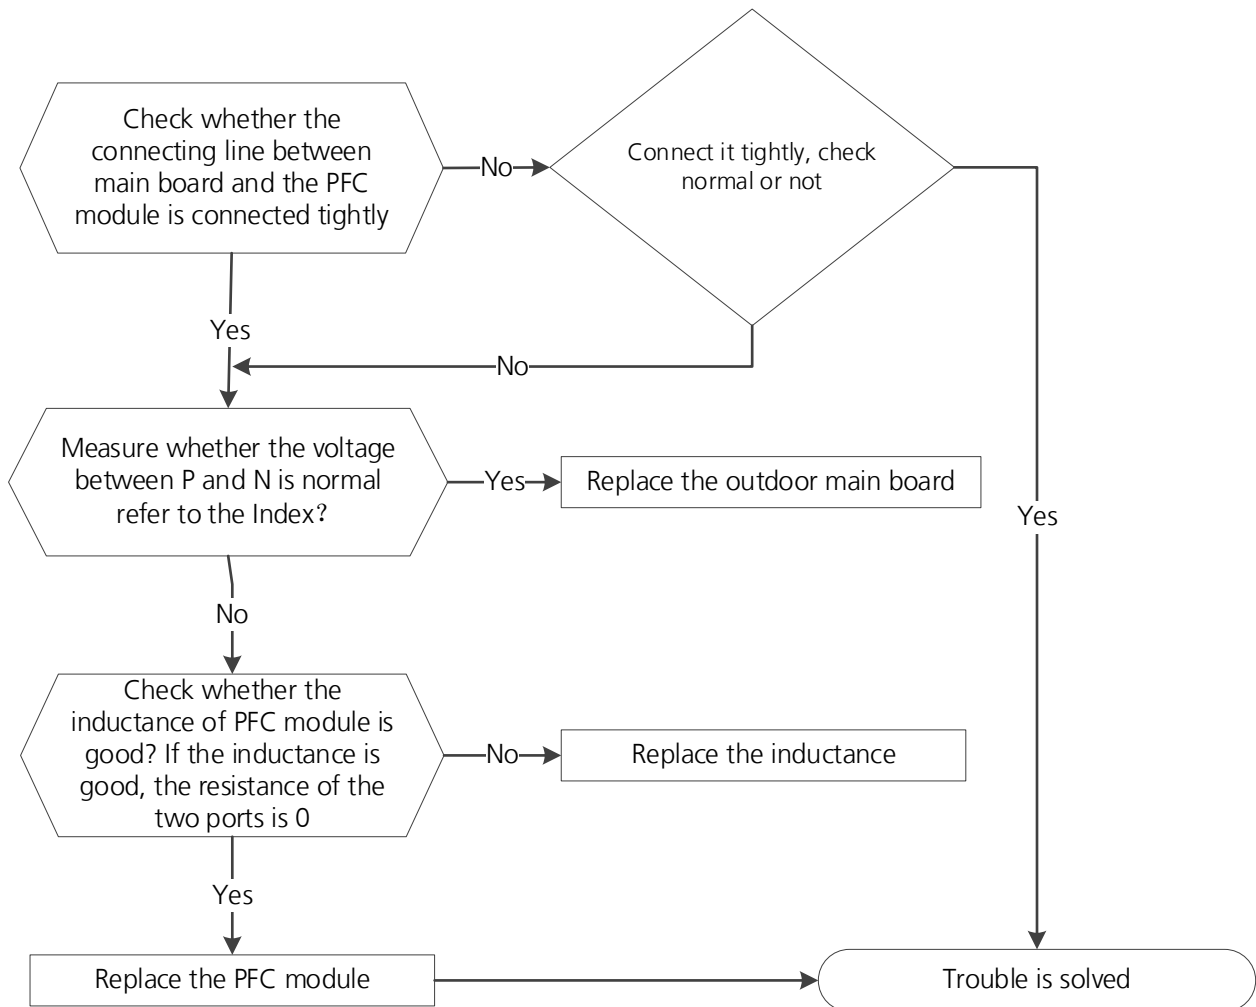 Check whether the
connecting line between
main board and the PFC
module is connected tightly
No
Connect it tightly, check
normal or not
Yes
No
Measure whether the voltage
between P and N is normal
refer to the Index？
Yes
Replace the outdoor main board
Yes
No
Check whether the
inductance of PFC module is
good? If the inductance is
good, the resistance of the
two ports is 0
No
Replace the inductance
Yes
Replace the PFC module
Trouble is solved